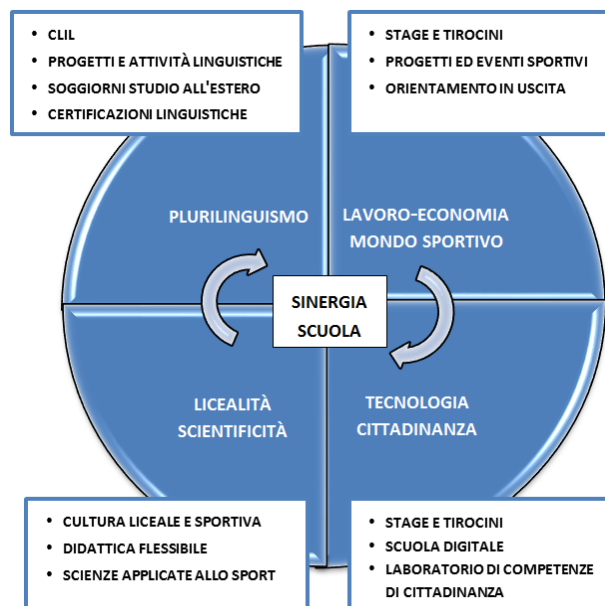 • CLIL
• PROGETTI E ATTIVITÀ LINGUISTICHE
• SOGGIORNI STUDIO ALL'ESTERO
• CERTIFICAZIONI LINGUISTICHE
• STAGE E TIROCINI
• PROGETTI ED EVENTI SPORTIVI
• ORIENTAMENTO IN USCITA
PLURILINGUISMO
LAVORO-ECONOMIA
MONDO SPORTIVO
SINERGIA
SCUOLA
LICEALITÀ
SCIENTIFICITÀ
TECNOLOGIA
CITTADINANZA
• CULTURA LICEALE E SPORTIVA
• DIDATTICA FLESSIBILE
• SCIENZE APPLICATE ALLO SPORT
• STAGE E TIROCINI
• SCUOLA DIGITALE
• LABORATORIO DI COMPETENZE
DI CITTADINANZA